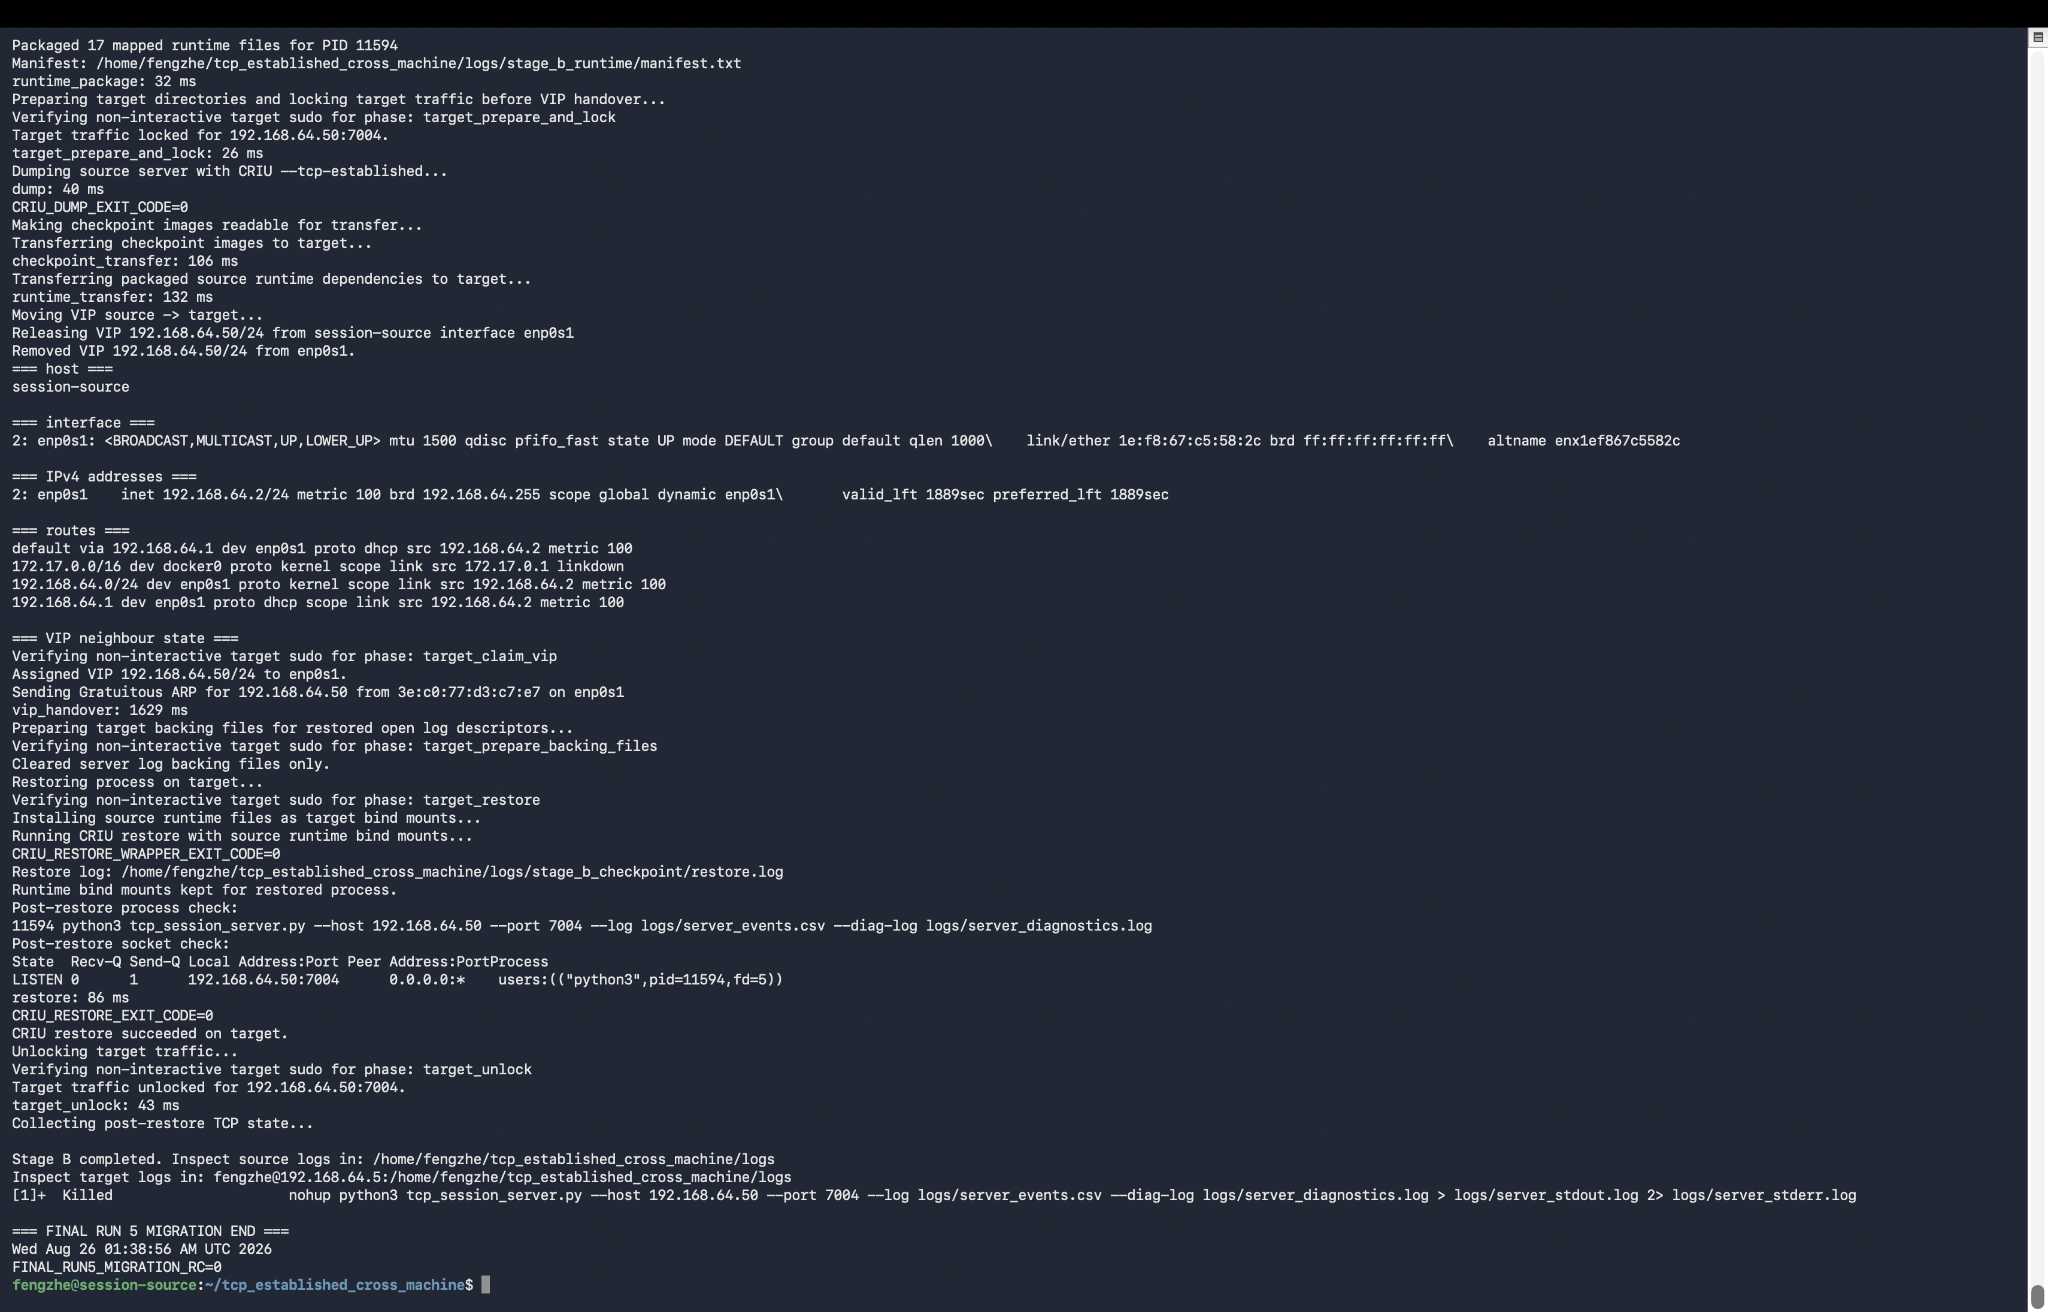 Packaged 17 mapped runtime files for PID 11594
Manifest: /home/fengzhe/tcp_established_cross_machine/logs/stage_b_runtime/manifest.txt
runtime_package: 32 ms
Preparing target directories and locking target traffic before VIP handover...
Verifying non-interactive target sudo for phase: target_prepare_and_lock
Target traffic locked for 192.168.64.50:7004.
target_prepare_and_lock: 26 ms
Dumping source server with CRIU --tcp-established...
dump: 40 ms
CRIU_DUMP_EXIT_CODE=0
Making checkpoint images readable for transfer...
Transferring checkpoint images to target...
checkpoint_transfer: 106 ms
Transferring packaged source runtime dependencies to target...
runtime_transfer: 132 ms
Moving VIP source -> target...
Releasing VIP 192.168.64.50/24 from session-source interface enp0s1
Removed VIP 192.168.64.50/24 from enp0s1.
=== host ===
session-source

=== interface ===
2: enp0s1: <BROADCAST,MULTICAST,UP,LOWER_UP> mtu 1500 qdisc pfifo_fast state UP mode DEFAULT group default qlen 1000\    link/ether 1e:f8:67:c5:58:2c brd ff:ff:ff:ff:ff:ff\    altname enx1ef867c5582c

=== IPv4 addresses ===
2: enp0s1    inet 192.168.64.2/24 metric 100 brd 192.168.64.255 scope global dynamic enp0s1\       valid_lft 1889sec preferred_lft 1889sec

=== routes ===
default via 192.168.64.1 dev enp0s1 proto dhcp src 192.168.64.2 metric 100
172.17.0.0/16 dev docker0 proto kernel scope link src 172.17.0.1 linkdown
192.168.64.0/24 dev enp0s1 proto kernel scope link src 192.168.64.2 metric 100
192.168.64.1 dev enp0s1 proto dhcp scope link src 192.168.64.2 metric 100

=== VIP neighbour state ===
Verifying non-interactive target sudo for phase: target_claim_vip
Assigned VIP 192.168.64.50/24 to enp0s1.
Sending Gratuitous ARP for 192.168.64.50 from 3e:c0:77:d3:c7:e7 on enp0s1
vip_handover: 1629 ms
Preparing target backing files for restored open log descriptors...
Verifying non-interactive target sudo for phase: target_prepare_backing_files
Cleared server log backing files only.
Restoring process on target...
Verifying non-interactive target sudo for phase: target_restore
Installing source runtime files as target bind mounts...
Running CRIU restore with source runtime bind mounts...
CRIU_RESTORE_WRAPPER_EXIT_CODE=0
Restore log: /home/fengzhe/tcp_established_cross_machine/logs/stage_b_checkpoint/restore.log
Runtime bind mounts kept for restored process.
Post-restore process check:
11594 python3 tcp_session_server.py --host 192.168.64.50 --port 7004 --log logs/server_events.csv --diag-log logs/server_diagnostics.log
Post-restore socket check:
State  Recv-Q Send-Q Local Address:Port Peer Address:PortProcess
LISTEN 0      1      192.168.64.50:7004      0.0.0.0:*    users:(("python3",pid=11594,fd=5))
restore: 86 ms
CRIU_RESTORE_EXIT_CODE=0
CRIU restore succeeded on target.
Unlocking target traffic...
Verifying non-interactive target sudo for phase: target_unlock
Target traffic unlocked for 192.168.64.50:7004.
target_unlock: 43 ms
Collecting post-restore TCP state...

Stage B completed. Inspect source logs in: /home/fengzhe/tcp_established_cross_machine/logs
Inspect target logs in: fengzhe@192.168.64.5:/home/fengzhe/tcp_established_cross_machine/logs
[1]+  Killed                     nohup python3 tcp_session_server.py --host 192.168.64.50 --port 7004 --log logs/server_events.csv --diag-log logs/server_diagnostics.log > logs/server_stdout.log 2> logs/server_stderr.log

=== FINAL RUN 5 MIGRATION END ===
Wed Aug 26 01:38:56 AM UTC 2026
FINAL_RUN5_MIGRATION_RC=0
fengzhe@session-source:~/tcp_established_cross_machine$